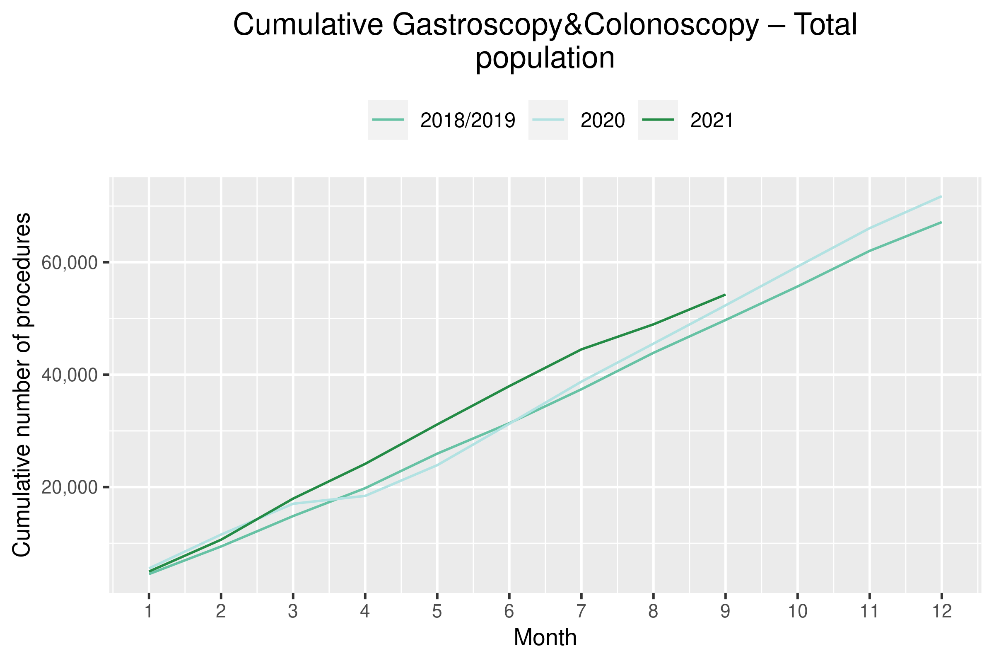 Cumulative Gastroscopy&Colonoscopy – Total
population
2018/2019 2020 2021
Cumulative number of procedures
60,000
40,000
20,000
1 2 3 4 5 6 7 8 9 10 11 12
Month